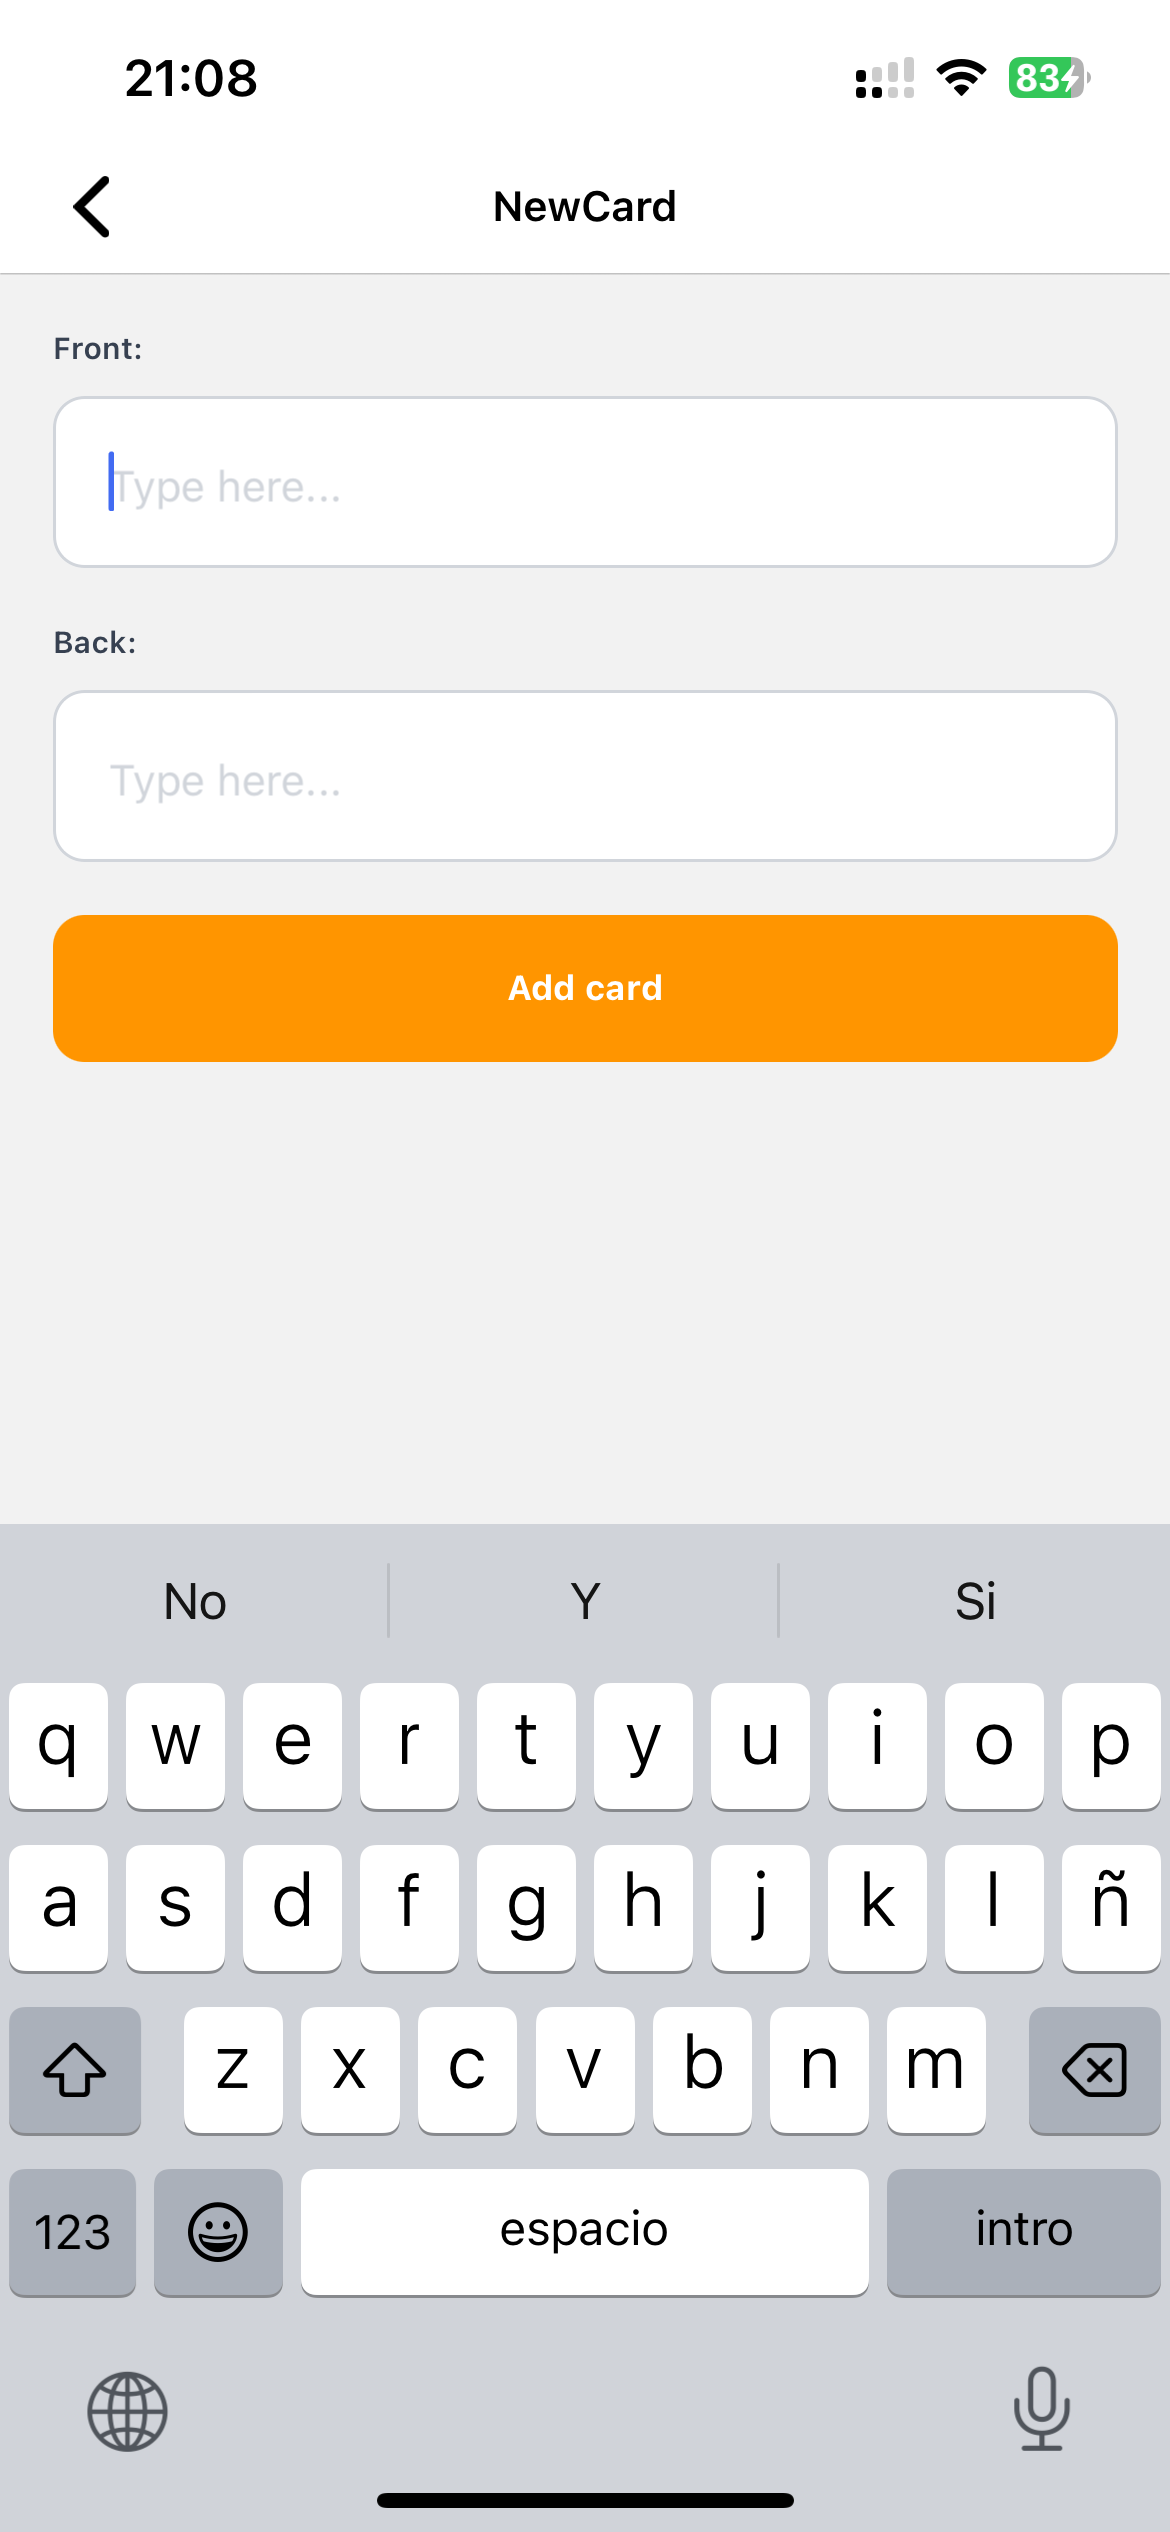 21:08
83
NewCard
Front:
Type here...
Back:
Type here...
Add card
No Y Si
q w e r t y u i o p
a s d f g h j k l ñ
z x c v b n m
123 espacio intro